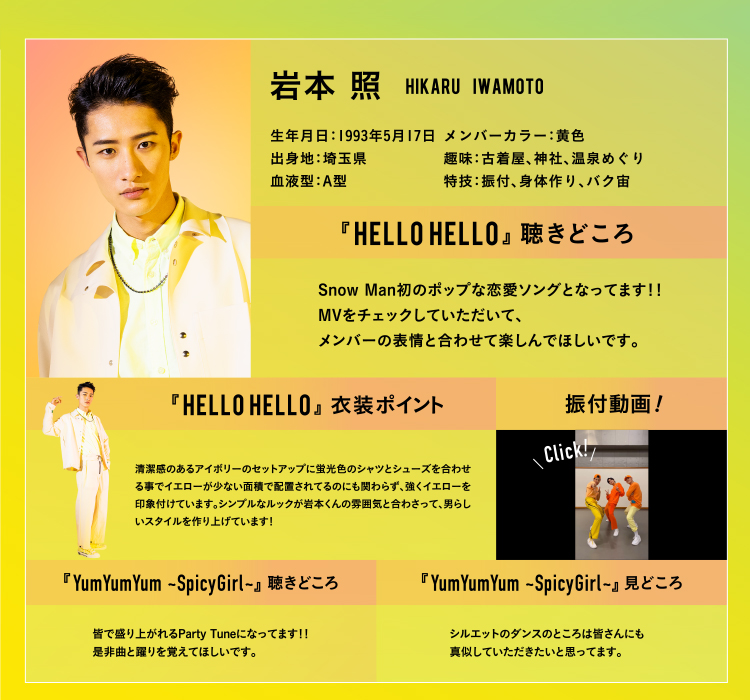 岩本 照 HIKARU IWAMOTO
生年月日:1993年5月17日 メンバーカラー:黄色
出身地:埼玉県 趣味:古着屋、神社、温泉めぐり
血液型:A型 特技:振付、身体作り、バク宙
『HELLO HELLO』聴きどころ
Snow Man初のポップな恋愛ソングとなってます!!
MVをチェックしていただいて、
メンバーの表情と合わせて楽しんでほしいです。
『HELLO HELLO』衣装ポイント
清潔感のあるアイボリーのセットアップに蛍光色のシャツとシューズを合わせ
る事でイエローが少ない面積で配置されてるのにも関わらず、強くイエローを
印象付けています。シンプルなルックが岩本くんの雰囲気と合わさって、男らし
いスタイルを作り上げています!
振付動画!
Click!
『YumYumYum ~SpicyGirl~』聴きどころ
皆で盛り上がれるParty Tuneになってます!!
是非曲と躍りを覚えてほしいです。
『YumYumYum ~SpicyGirl~』見どころ
シルエットのダンスのところは皆さんにも
真似していただきたいと思ってます。